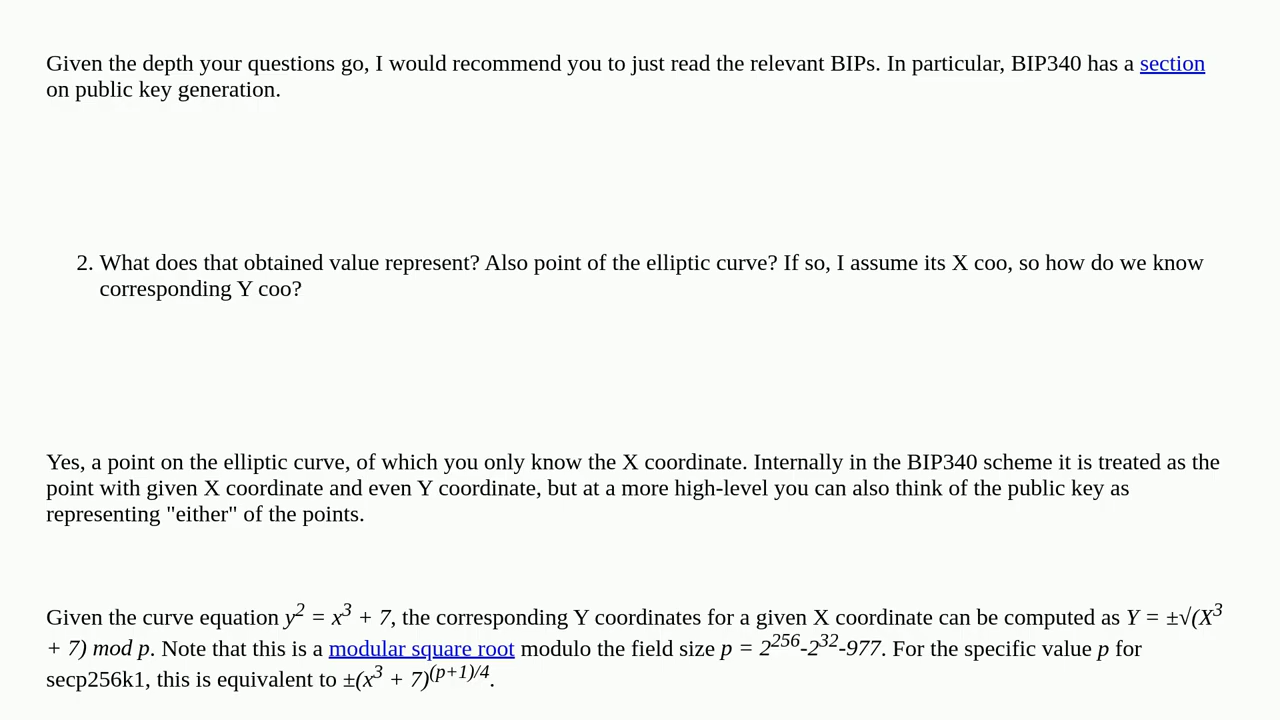 Given the depth your questions go, I would recommend you to just read the relevant BIPs. In particular, BIP340 has a section
on public key generation.
2. What does that obtained value represent? Also point of the elliptic curve? If so, I assume its X coo, so how do we know
corresponding Y coo?
Yes, a point on the elliptic curve, of which you only know the X coordinate. Internally in the BIP340 scheme it is treated as the
point with given X coordinate and even Y coordinate, but at a more high-level you can also think of the public key as
representing "either" of the points.
Given the curve equation y² = x³ + 7, the corresponding Y coordinates for a given X coordinate can be computed as Y = ±√(X³
+ 7) mod p. Note that this is a modular square root modulo the field size p = 2²⁵⁶-2³²-977. For the specific value p for
secp256k1, this is equivalent to ±(x³ + 7)⁽ᵖ⁺¹⁾ᐟ⁴.